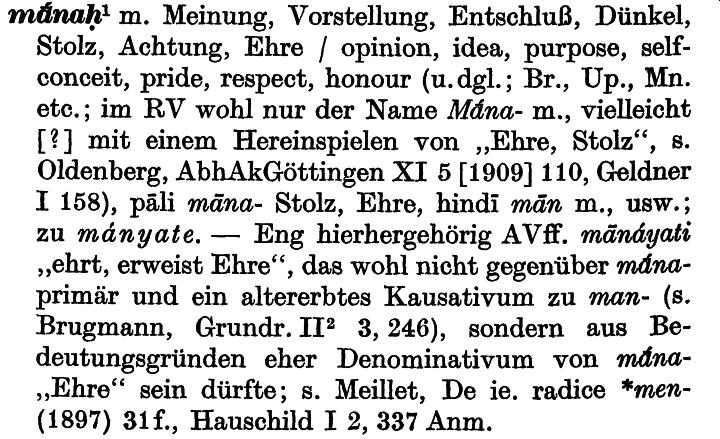 mā́naḥ¹ m. Meinung, Vorstellung, Entschluß, Dünkel,
Stolz, Achtung, Ehre / opinion, idea, purpose, self-
conceit, pride, respect, honour (u. dgl.; Br., Up., Mn.
etc.; im RV wohl nur der Name Mā́na- m., vielleicht
[?] mit einem Hereinspielen von „Ehre, Stolz“, s.
Oldenberg, AbhAkGöttingen XI 5 [1909] 110, Geldner
I 158), pāli māna- Stolz, Ehre, hindī mān m., usw.;
zu mányate. — Eng hierhergehörig AVff. mānáyati
„ehrt, erweist Ehre“, das wohl nicht gegenüber mā́na-
primär und ein altererbtes Kausativum zu man- (s.
Brugmann, Grundr. II² 3, 246), sondern aus Be-
deutungsgründen eher Denominativum von mā́na-
„Ehre“ sein dürfte; s. Meillet, De ie. radice *men-
(1897) 31f., Hauschild I 2, 337 Anm.